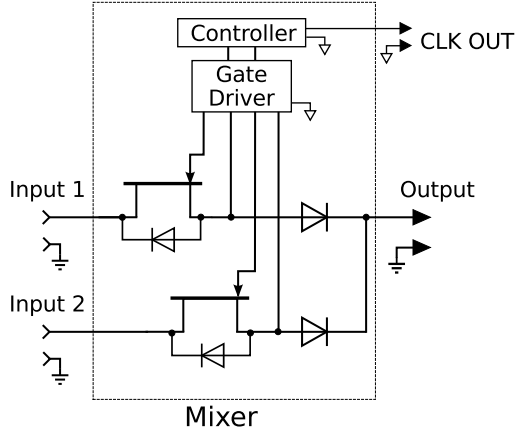 Controller
CLK OUT
Gate
Driver
Input 1
Output
Input 2
Mixer